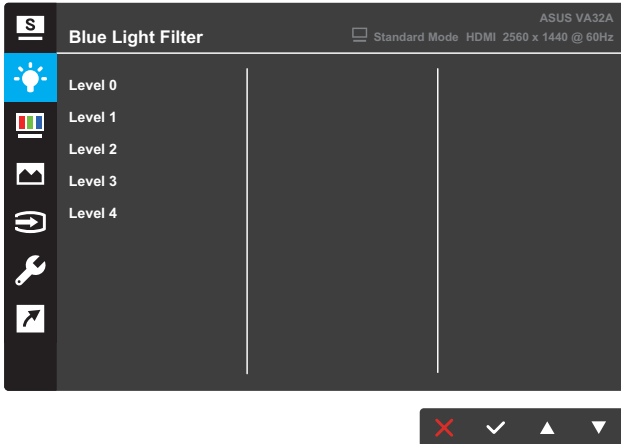 S
ASUS VA32A
Blue Light Filter
Standard Mode HDMI 2560 x 1440 @ 60Hz
Level 0
Level 1
Level 2
Level 3
Level 4